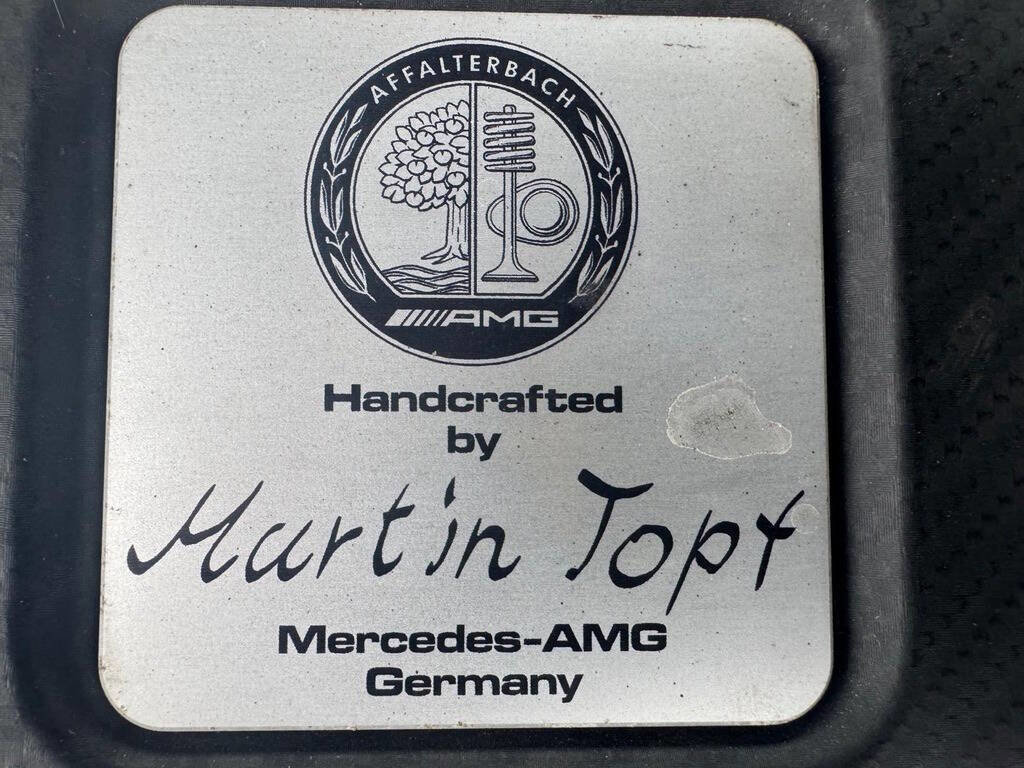 AFFALTERBACH
AMG
Handcrafted
by
Martin Topf
Mercedes-AMG
Germany